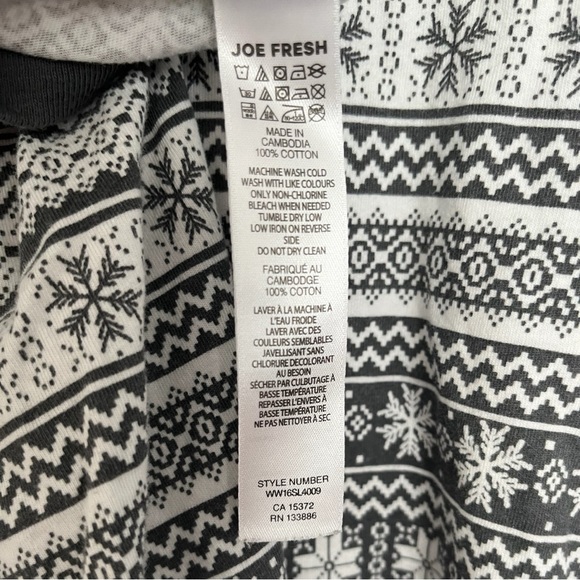 JOE FRESH
MADE IN
CAMBODIA
100% COTTON
MACHINE WASH COLD
WASH WITH LIKE COLOURS
ONLY NON-CHLORINE
BLEACH WHEN NEEDED
TUMBLE DRY LOW
LOW IRON ON REVERSE
SIDE
DO NOT DRY CLEAN
FABRIQUÉ AU
CAMBODGE
100% COTON
LAVER À LA MACHINE À
L'EAU FROIDE
LAVER AVEC DES
COULEURS SEMBLABLES
JAVELLISANT SANS
CHLORURE DECOLORANT
AU BESOIN
SÉCHER PAR CULBUTAGE À
BASSE TEMPÉRATURE
REPASSER L'ENVERS À
BASSE TEMPÉRATURE
NE PAS NETTOYER À SEC
STYLE NUMBER
WW16SL4009
CA 15372
RN 133886